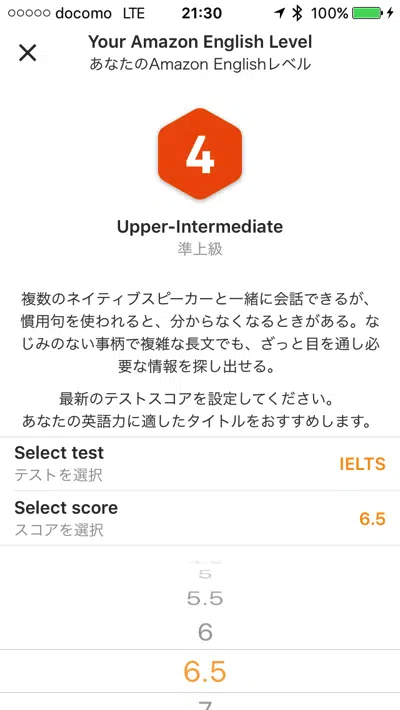 docomo LTE 21:30 100%
Your Amazon English Level
あなたのAmazon Englishレベル
4
Upper-Intermediate
準上級
複数のネイティブスピーカーと一緒に会話できるが、
慣用句を使われると、分からなくなるときがある。な
じみのない事柄で複雑な長文でも、ざっと目を通し必
要な情報を探し出せる。
最新のテストスコアを設定してください。
あなたの英語力に適したタイトルをおすすめします。
Select test
テストを選択
IELTS
Select score
スコアを選択
6.5
5
5.5
6
6.5
7